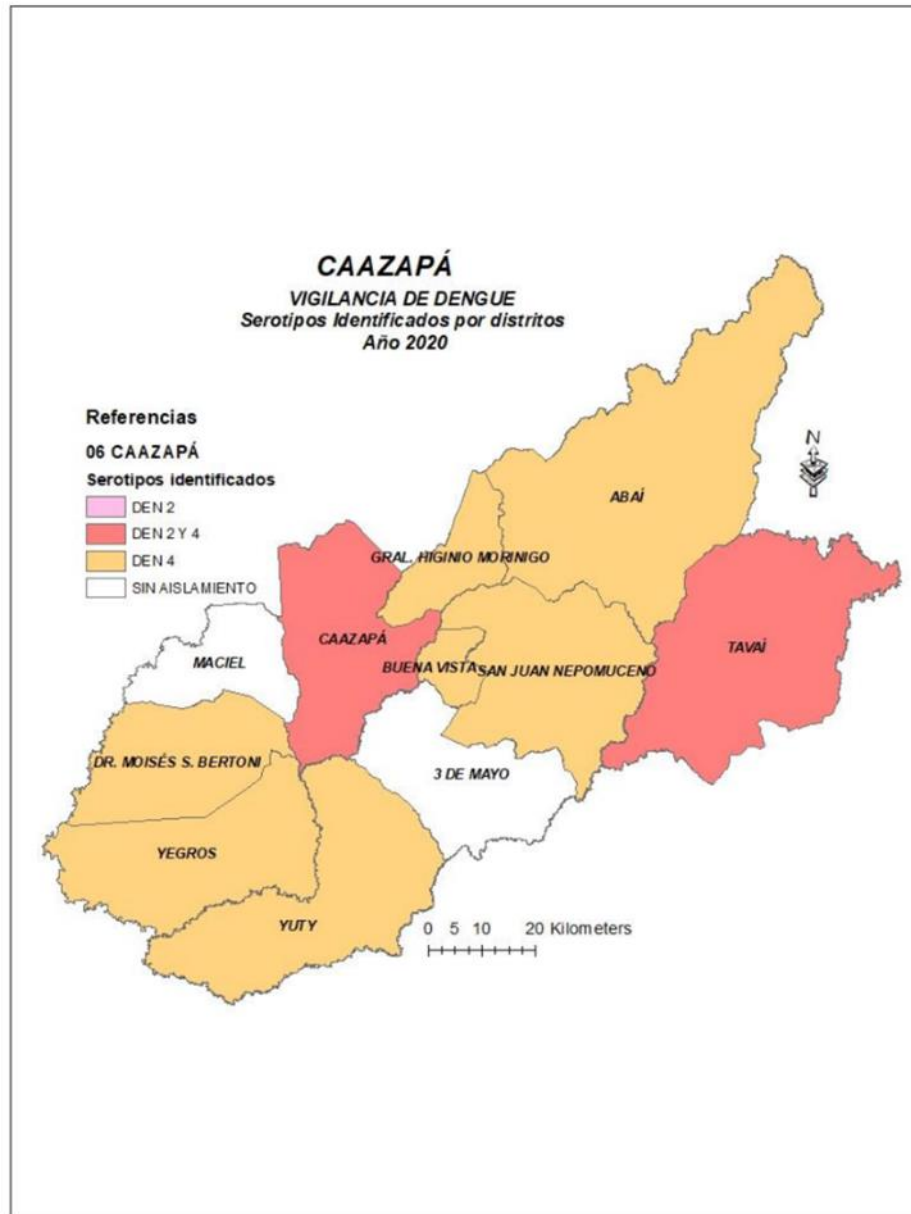 CAAZAPÁ
VIGILANCIA DE DENGUE
Serotipos Identificados por distritos
Año 2020
Referencias
06 CAAZAPÁ
Serotipos identificados
DEN 2
DEN 2 Y 4
DEN 4
SIN AISLAMIENTO
N
ABAÍ
GRAL. HIGINIO MORINIGO
CAAZAPÁ
TAVAÍ
MACIEL
BUENA VISTA
SAN JUAN NEPOMUCENO
DR. MOISÉS S. BERTONI
3 DE MAYO
YEGROS
YUTY
0 5 10 20 Kilometers